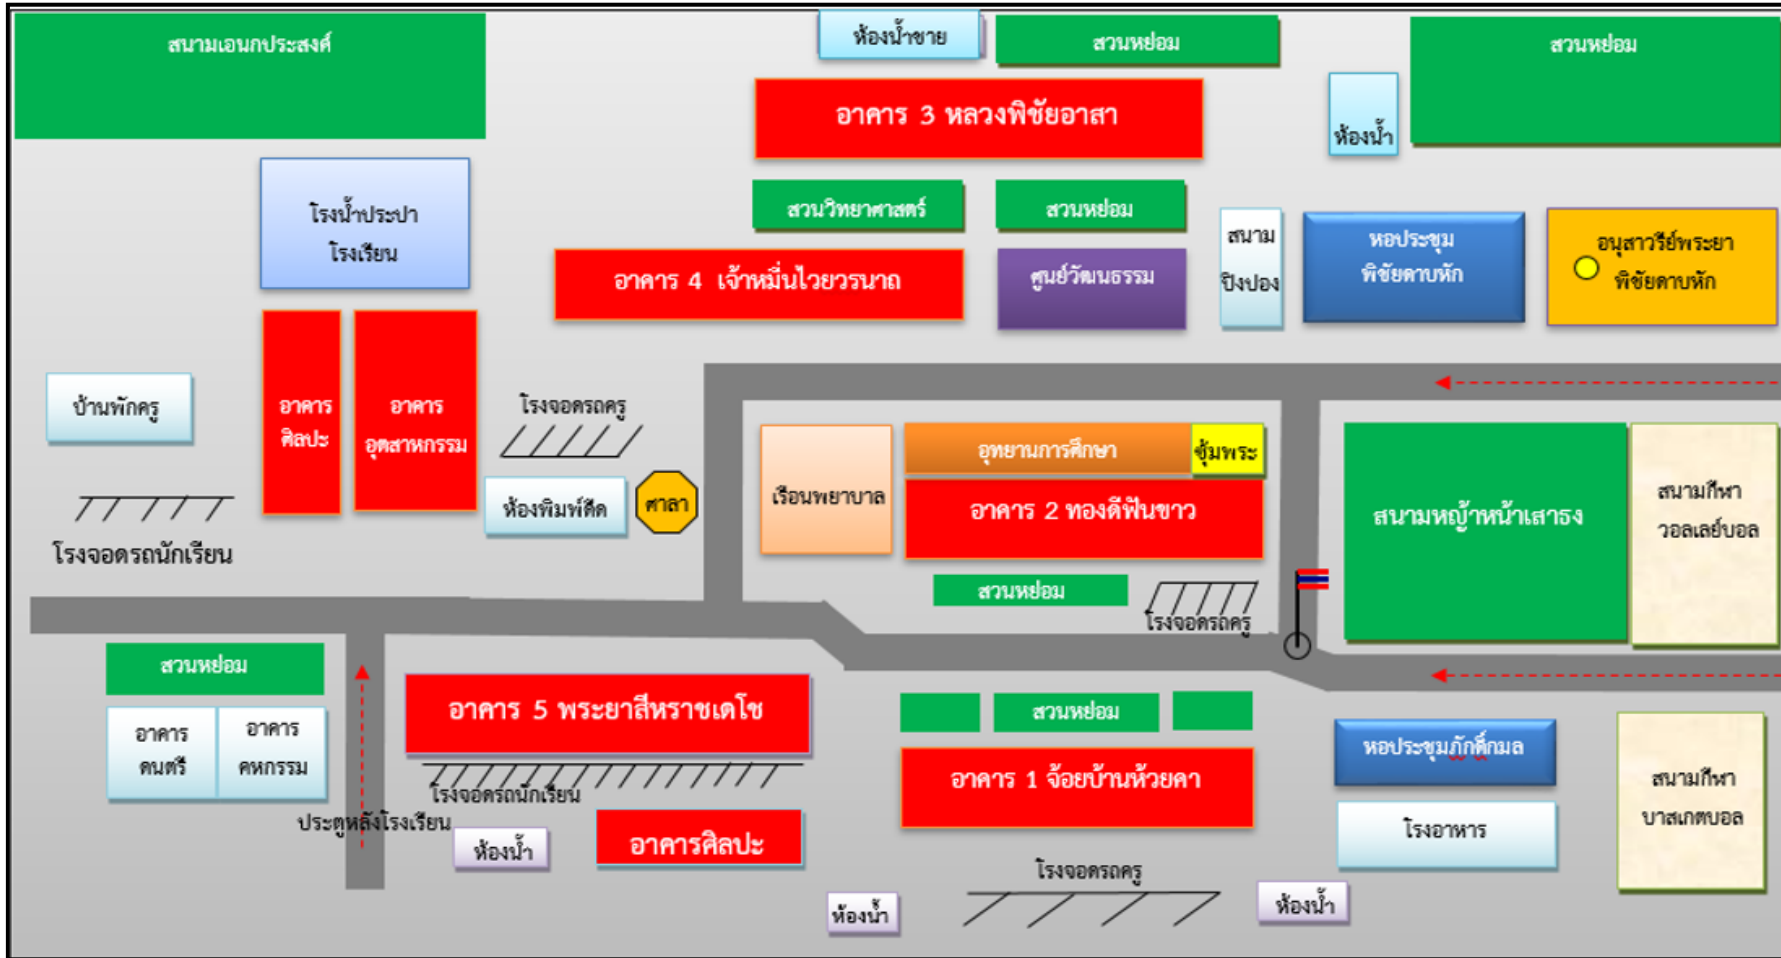 สนามเอนกประสงค์
ห้องน้ำชาย
สวนหย่อม
สวนหย่อม
อาคาร 3 หลวงพิชัยอาสา
ห้องน้ำ
โรงน้ำประปา
โรงเรียน
สวนวิทยาศาสตร์
สวนหย่อม
สนาม
ปิงปอง
หอประชุม
พิชัยดาบหัก
อนุสาวรีย์พระยา
พิชัยดาบหัก
อาคาร 4 เจ้าหมื่นไวยวรนาถ
ศูนย์วัฒนธรรม
บ้านพักครู
อาคาร
ศิลปะ
อาคาร
อุตสาหกรรม
โรงจอดรถครู
ห้องพิมพ์ดีด
ศาลา
เรือนพยาบาล
อุทยานการศึกษา
ซุ้มพระ
อาคาร 2 ทองดีฟันขาว
สนามหญ้าหน้าเสาธง
สนามกีฬา
วอลเลย์บอล
โรงจอดรถนักเรียน
สวนหย่อม
โรงจอดรถครู
สวนหย่อม
อาคาร
ดนตรี
อาคาร
คหกรรม
อาคาร 5 พระยาสีหราชเดโช
สวนหย่อม
หอประชุมภักดิ์กมล
สนามกีฬา
บาสเกตบอล
โรงจอดรถนักเรียน
อาคาร 1 จ้อยบ้านห้วยคา
ประตูหลังโรงเรียน
ห้องน้ำ
อาคารศิลปะ
โรงอาหาร
โรงจอดรถครู
ห้องน้ำ
ห้องน้ำ